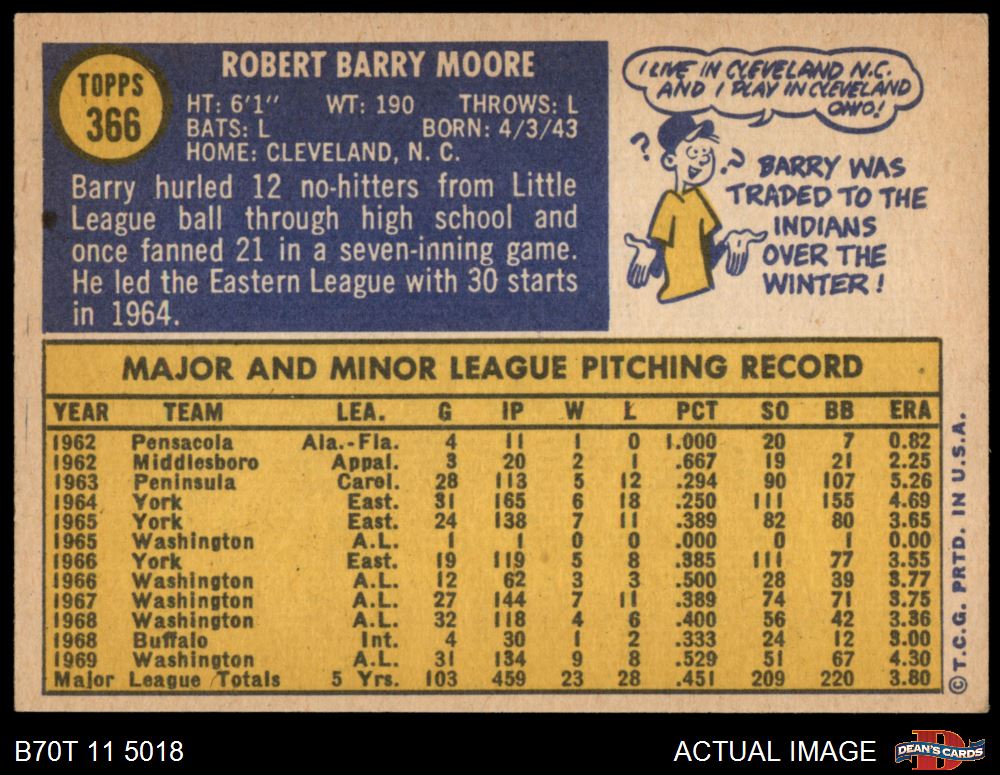 TOPPS
366
ROBERT BARRY MOORE
HT: 6'1" WT: 190 THROWS: L
BATS: L BORN: 4/3/43
HOME: CLEVELAND, N. C.
Barry hurled 12 no-hitters from Little
League ball through high school and
once fanned 21 in a seven-inning game.
He led the Eastern League with 30 starts
in 1964.
I LIVE IN CLEVELAND N.C.
AND I PLAY IN CLEVELAND
OHIO!
? ?
BARRY WAS
TRADED TO THE
INDIANS
OVER THE
WINTER!
MAJOR AND MINOR LEAGUE PITCHING RECORD
YEAR TEAM LEA. G IP W L PCT SO BB ERA
1962 Pensacola Ala.-Fla. 4 11 1 0 1.000 20 7 0.82
1962 Middlesboro Appal. 3 20 2 1 .667 19 21 2.25
1963 Peninsula Carol. 28 113 5 12 .294 90 107 5.26
1964 York East. 31 165 6 18 .250 111 155 4.69
1965 York East. 24 138 7 11 .389 82 80 3.65
1965 Washington A.L. 1 1 0 0 .000 0 1 0.00
1966 York East. 19 119 5 8 .385 111 77 3.55
1966 Washington A.L. 12 62 3 3 .500 28 39 3.77
1967 Washington A.L. 27 144 7 11 .389 74 71 3.75
1968 Washington A.L. 32 118 4 6 .400 56 42 3.36
1968 Buffalo Int. 4 30 1 2 .333 24 12 3.00
1969 Washington A.L. 31 134 9 8 .529 51 67 4.30
Major League Totals 5 Yrs. 103 459 23 28 .451 209 220 3.80
© T.C.G. PRTD. IN U.S.A.
B70T 11 5018
ACTUAL IMAGE
D
DEAN'S CARDS